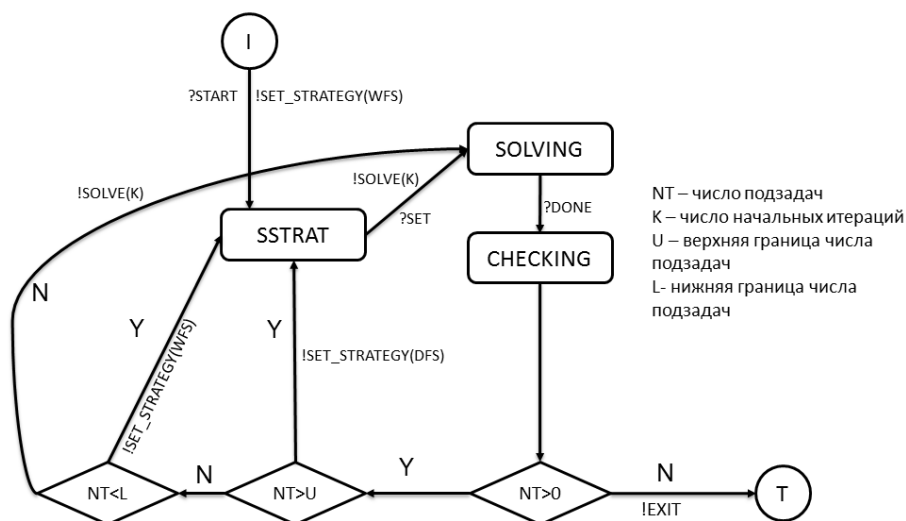 I
?START
!SET_STRATEGY(WFS)
SOLVING
!SOLVE(K)
!SOLVE(K)
?SET
?DONE
SSTRAT
CHECKING
NT – число подзадач
K – число начальных итераций
U – верхняя граница числа
подзадач
L- нижняя граница числа
подзадач
N
Y
Y
!SET_STRATEGY(WFS)
!SET_STRATEGY(DFS)
NT<L
N
NT>U
Y
NT>0
N
!EXIT
T